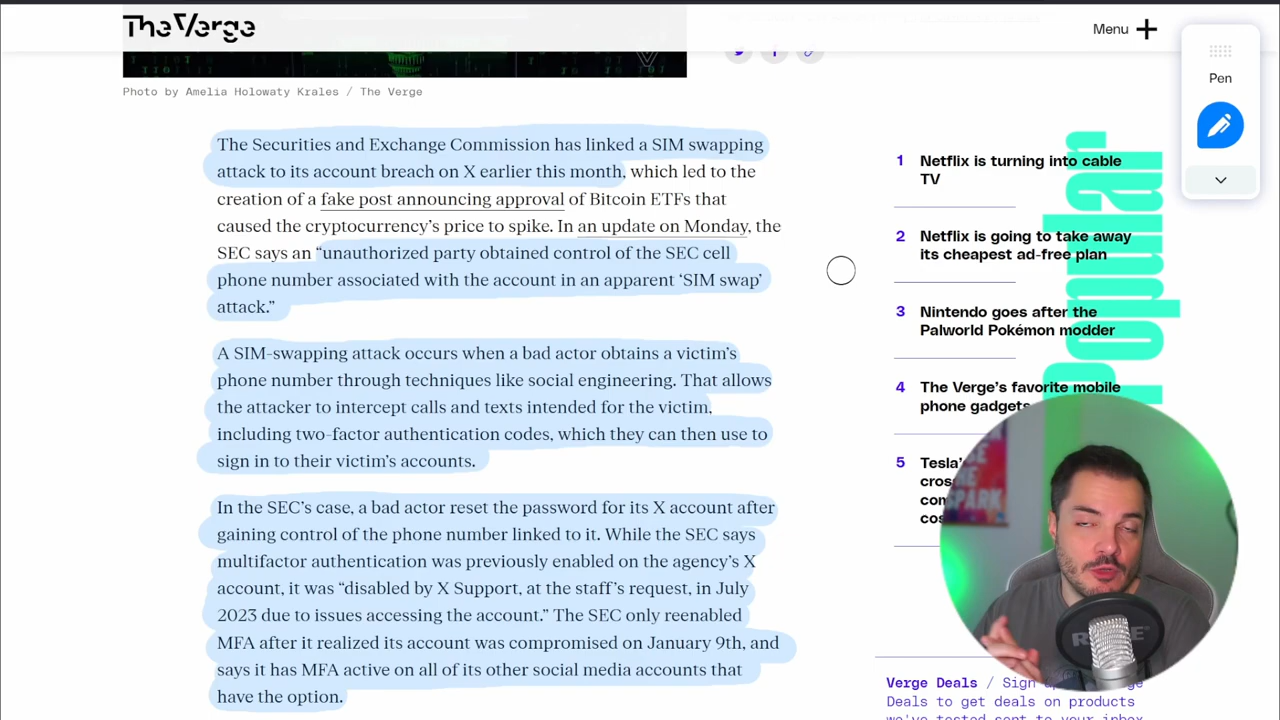 The Verge
Menu
Pen
Photo by Amelia Holowaty Krales / The Verge
The Securities and Exchange Commission has linked a SIM swapping
attack to its account breach on X earlier this month, which led to the
creation of a fake post announcing approval of Bitcoin ETFs that
caused the cryptocurrency’s price to spike. In an update on Monday, the
SEC says an “unauthorized party obtained control of the SEC cell
phone number associated with the account in an apparent ‘SIM swap’
attack.”
A SIM-swapping attack occurs when a bad actor obtains a victim’s
phone number through techniques like social engineering. That allows
the attacker to intercept calls and texts intended for the victim,
including two-factor authentication codes, which they can then use to
sign in to their victim’s accounts.
In the SEC’s case, a bad actor reset the password for its X account after
gaining control of the phone number linked to it. While the SEC says
multifactor authentication was previously enabled on the agency’s X
account, it was “disabled by X Support, at the staff’s request, in July
2023 due to issues accessing the account.” The SEC only reenabled
MFA after it realized its account was compromised on January 9th, and
says it has MFA active on all of its other social media accounts that
have the option.
Popular
1 Netflix is turning into cable
TV
2 Netflix is going to take away
its cheapest ad-free plan
3 Nintendo goes after the
Palworld Pokémon modder
4 The Verge’s favorite mobile
phone gadgets
5 Tesla’
Verge Deals / Sign
Deals to get deals on products
we've tested sent to your inbox
SPARK